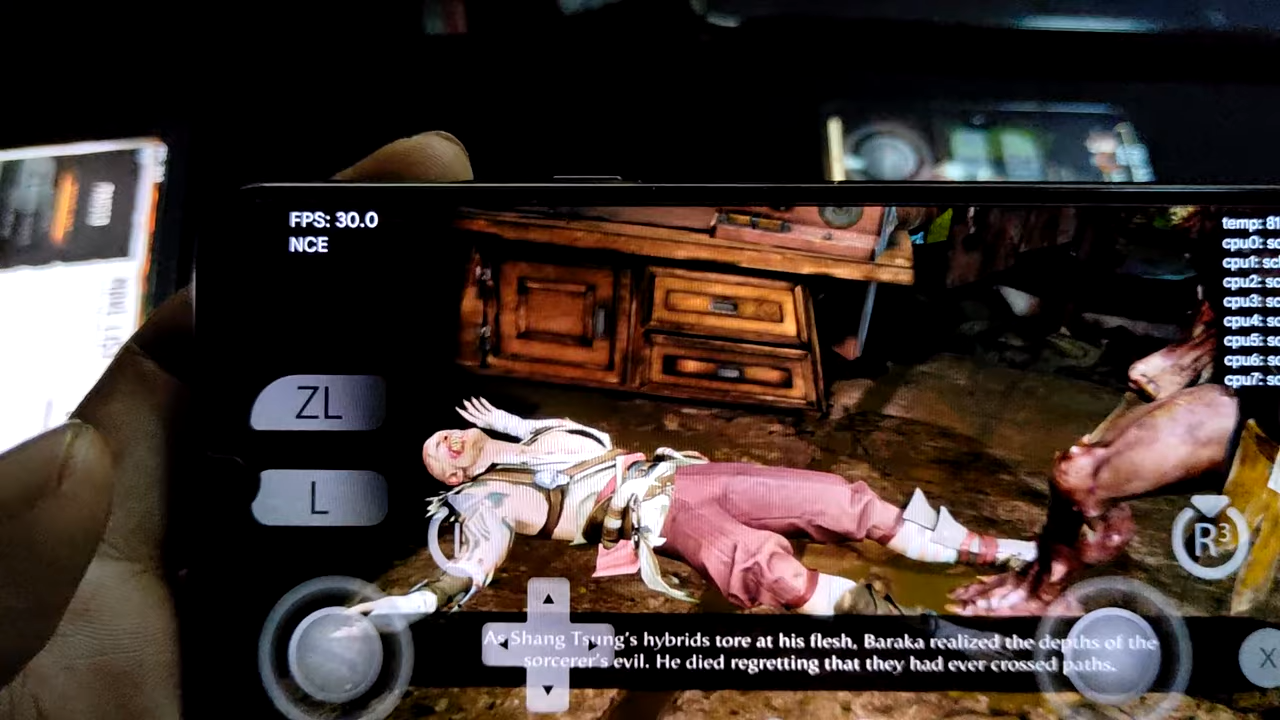 FPS: 30.0
NCE
temp: 81
cpu0: sc
cpu1: scl
cpu2: sc
cpu3: sc
cpu4: sc
cpu5: sc
cpu6: sc
cpu7: sc
ZL
L
R3
As Shang Tsung's hybrids tore at his flesh, Baraka realized the depths of the
sorcerer's evil. He died regretting that they had ever crossed paths.
X